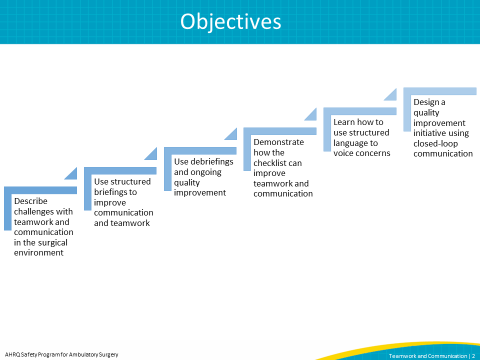 Objectives
Describe
challenges with
teamwork and
communication
in the surgical
environment
Use structured
briefings to
improve
communication
and teamwork
Use debriefings
and ongoing
quality
improvement
Demonstrate
how the
checklist can
improve
teamwork and
communication
Learn how to
use structured
language to
voice concerns
Design a
quality
improvement
initiative using
closed-loop
communication
AHRQ Safety Program for Ambulatory Surgery
Teamwork and Communication | 2